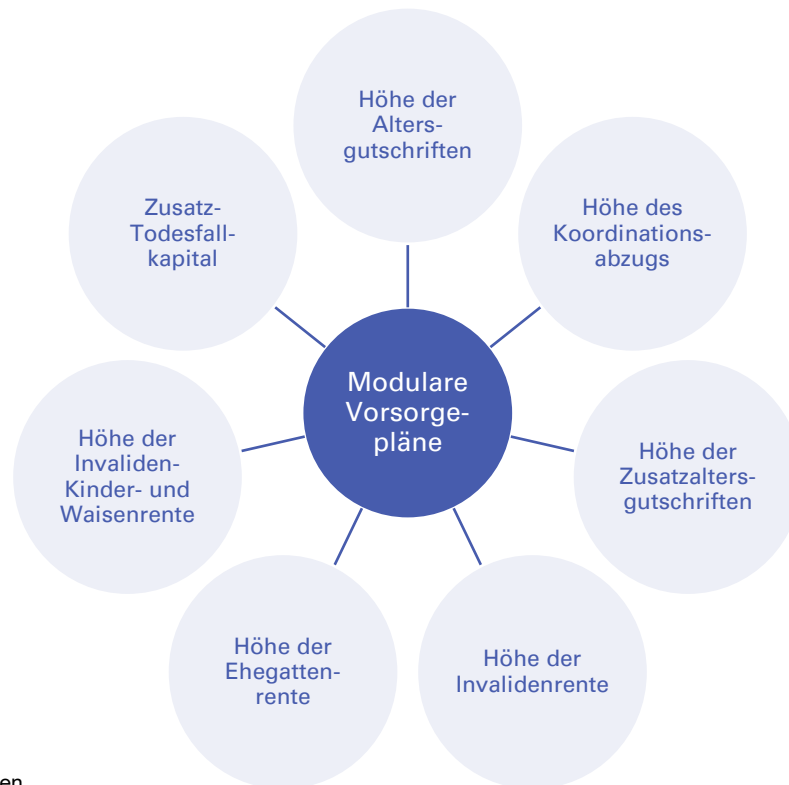 Höhe der
Alters-
gutschriften
Höhe des
Koordinations-
abzugs
Höhe der
Zusatzalters-
gutschriften
Höhe der
Invalidenrente
Höhe der
Ehegatten-
rente
Höhe der
Invaliden-
Kinder- und
Waisenrente
Zusatz-
Todesfall-
kapital
Modulare
Vorsorge-
pläne
en